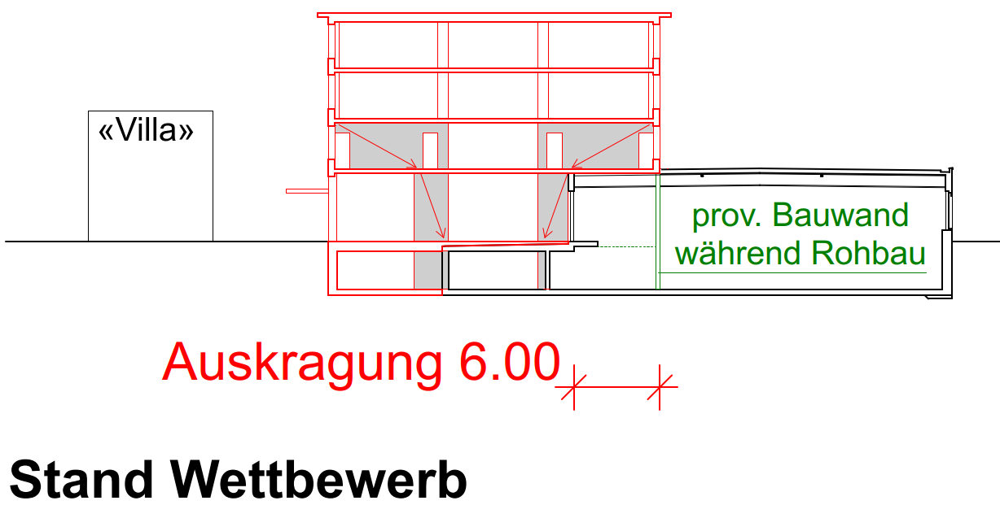 «Villa»
prov. Bauwand
während Rohbau
Auskragung 6.00
Stand Wettbewerb